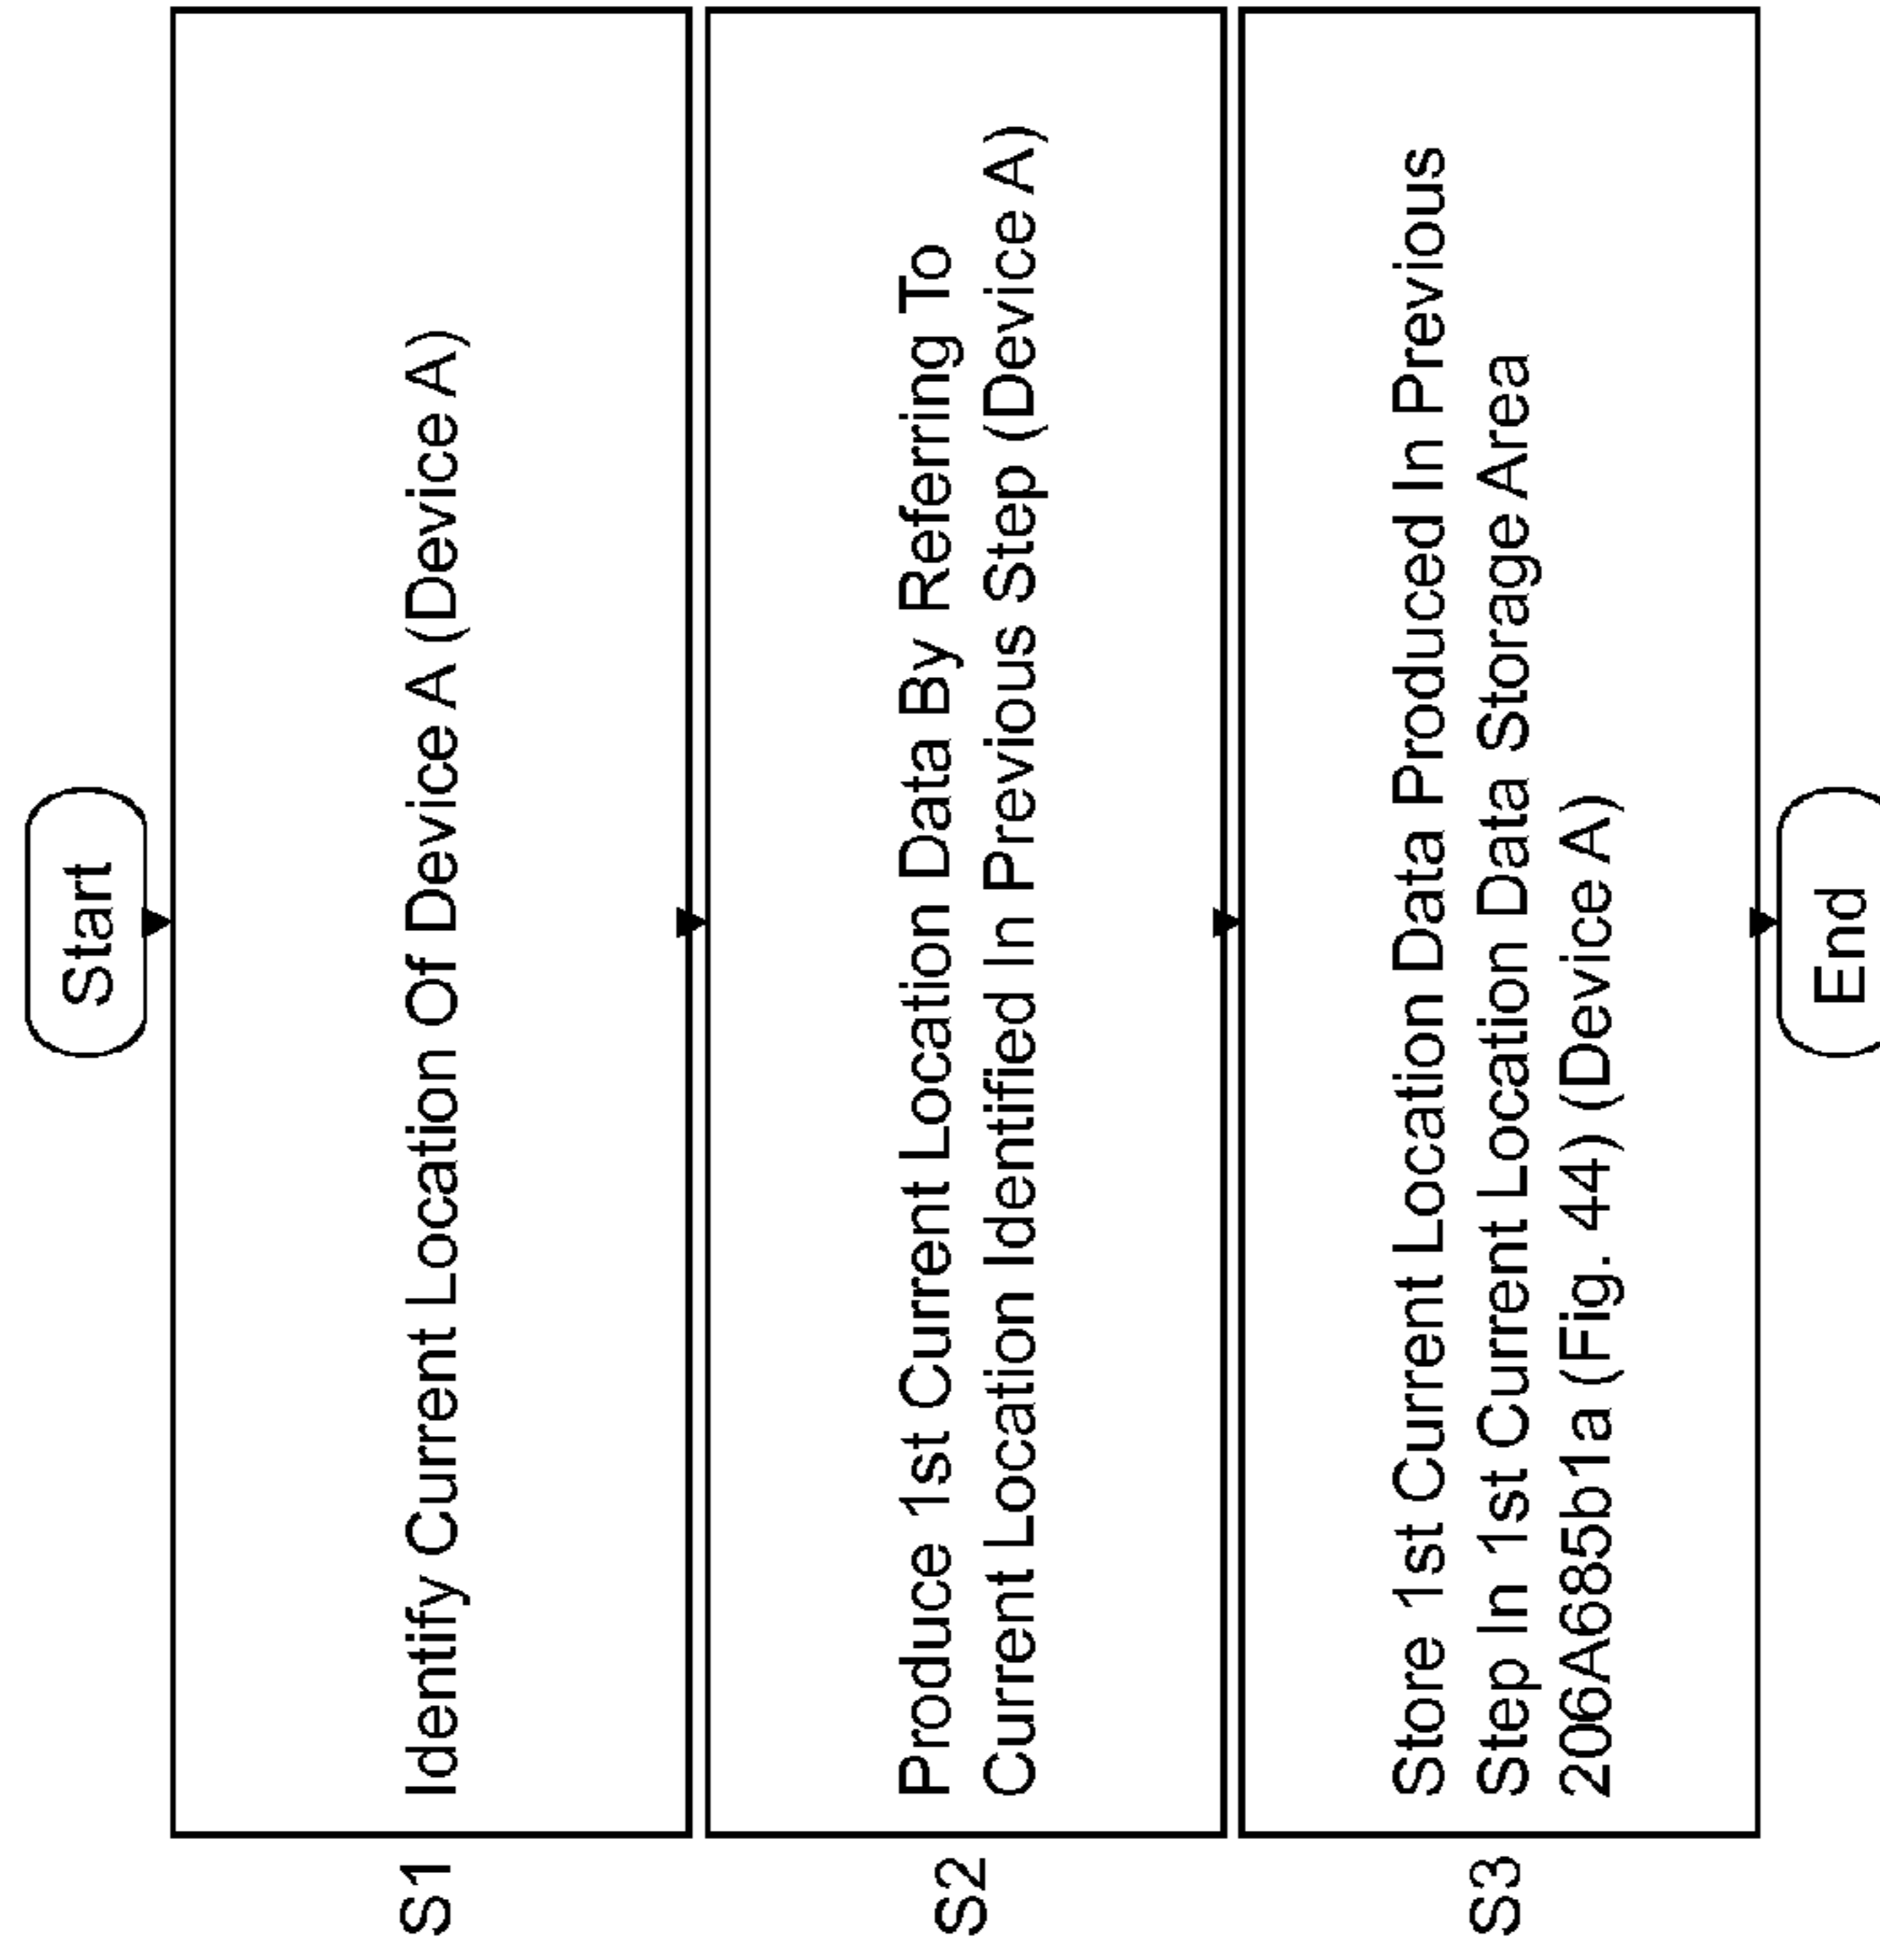 Start
S1 Identify Current Location Of Device A (Device A)
Produce 1st Current Location Data By Referring To
S2
Current Location Identified In Previous Step (Device A)
Store 1st Current Location Data Produced In Previous
S3 Step In 1st Current Location Data Storage Area
206A685b1a (Fig. 44) (Device A)
End